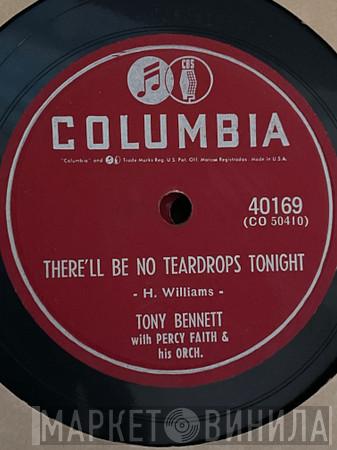 CBS
COLUMBIA
"Columbia" and Trade Marks Reg. U.S. Pat. Off. Marcas Registradas Made in U.S.A.
40169
(CO 50410)
THERE'LL BE NO TEARDROPS TONIGHT
- H. Williams -
TONY BENNETT
with PERCY FAITH &
his ORCH.
МАРКЕТ ВИНИЛА